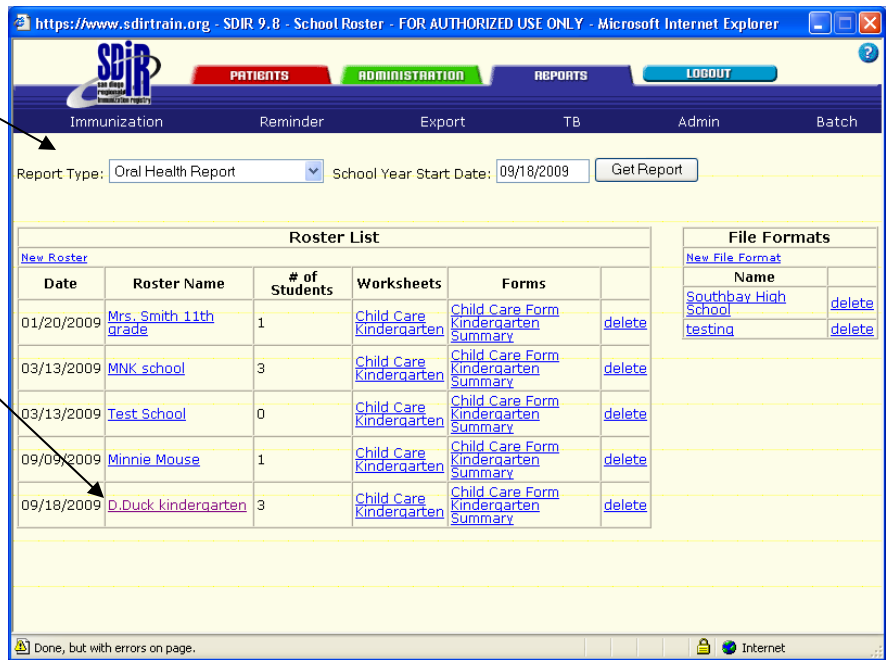 https://www.sdirtrain.org - SDIR 9.8 - School Roster - FOR AUTHORIZED USE ONLY - Microsoft Internet Explorer
SDIR
san diego
regional
immunization registry
PATIENTS ADMINISTRATION REPORTS LOGOUT
Immunization Reminder Export TB Admin Batch
Report Type: Oral Health Report School Year Start Date: 09/18/2009 Get Report
Roster List
New Roster
Date Roster Name # of Students Worksheets Forms
01/20/2009 Mrs. Smith 11th grade 1 Child Care Kindergarten Child Care Form Kindergarten Summary delete
03/13/2009 MNK school 3 Child Care Kindergarten Child Care Form Kindergarten Summary delete
03/13/2009 Test School 0 Child Care Kindergarten Child Care Form Kindergarten Summary delete
09/09/2009 Minnie Mouse 1 Child Care Kindergarten Child Care Form Kindergarten Summary delete
09/18/2009 D.Duck kindergarten 3 Child Care Kindergarten Child Care Form Kindergarten Summary delete
File Formats
New File Format
Name
Southbay High School delete
testing delete
Done, but with errors on page. Internet